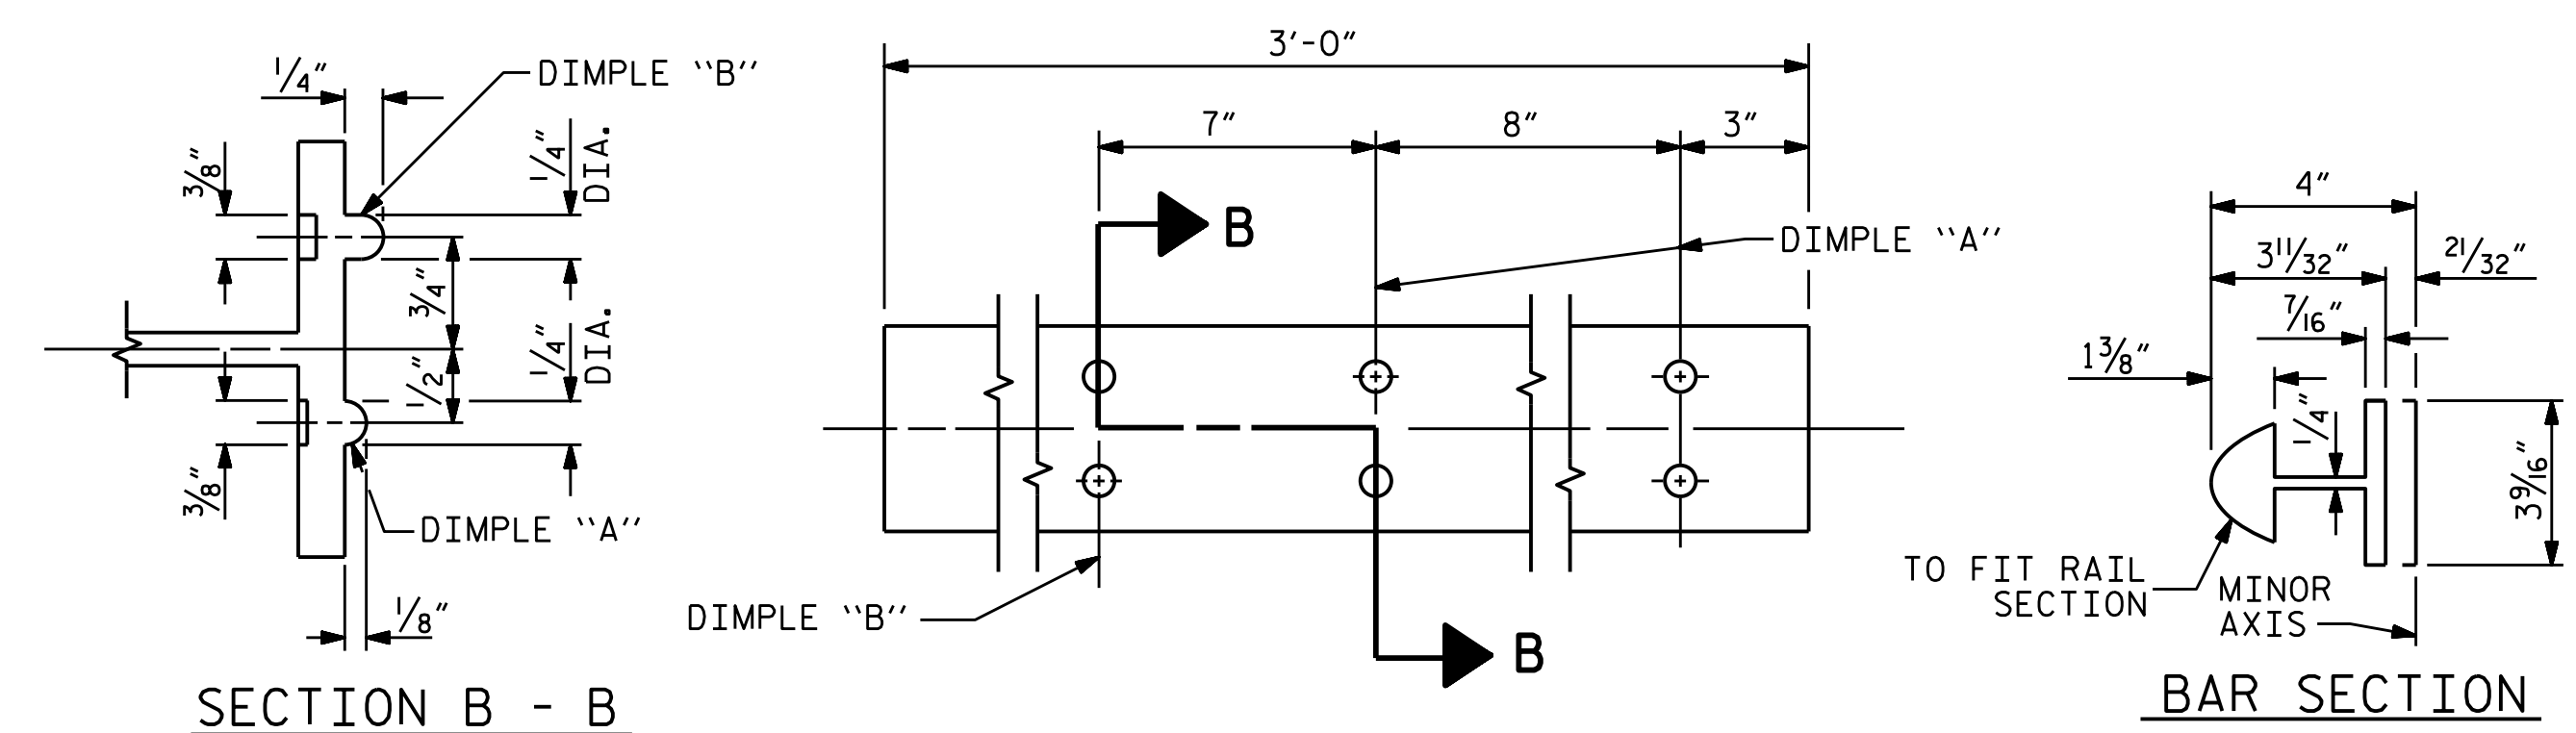 1/4"
DIMPLE "B"
3/8"
1/4"
DIA.
3/4"
1/2"
1/4"
DIA.
3/8"
DIMPLE "A"
1/8"
SECTION B - B
3'-0"
7"
8"
3"
B
DIMPLE "A"
DIMPLE "B"
B
4"
3 11/32"
21/32"
7/16"
1 3/8"
1/4"
3 9/16"
TO FIT RAIL
SECTION
MINOR
AXIS
BAR SECTION